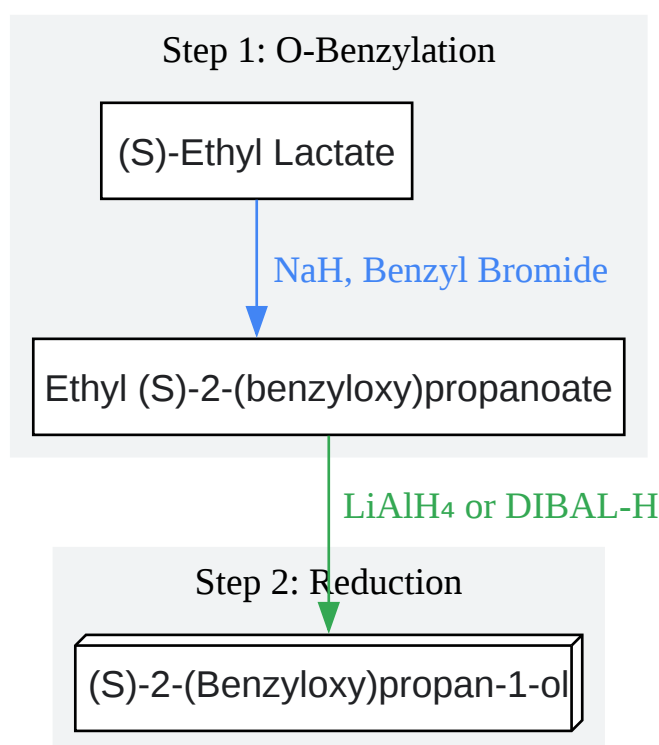 Step 1: O-Benzylation
(S)-Ethyl Lactate
NaH, Benzyl Bromide
Ethyl (S)-2-(benzyloxy)propanoate
LiAlH₄ or DIBAL-H
Step 2: Reduction
(S)-2-(Benzyloxy)propan-1-ol